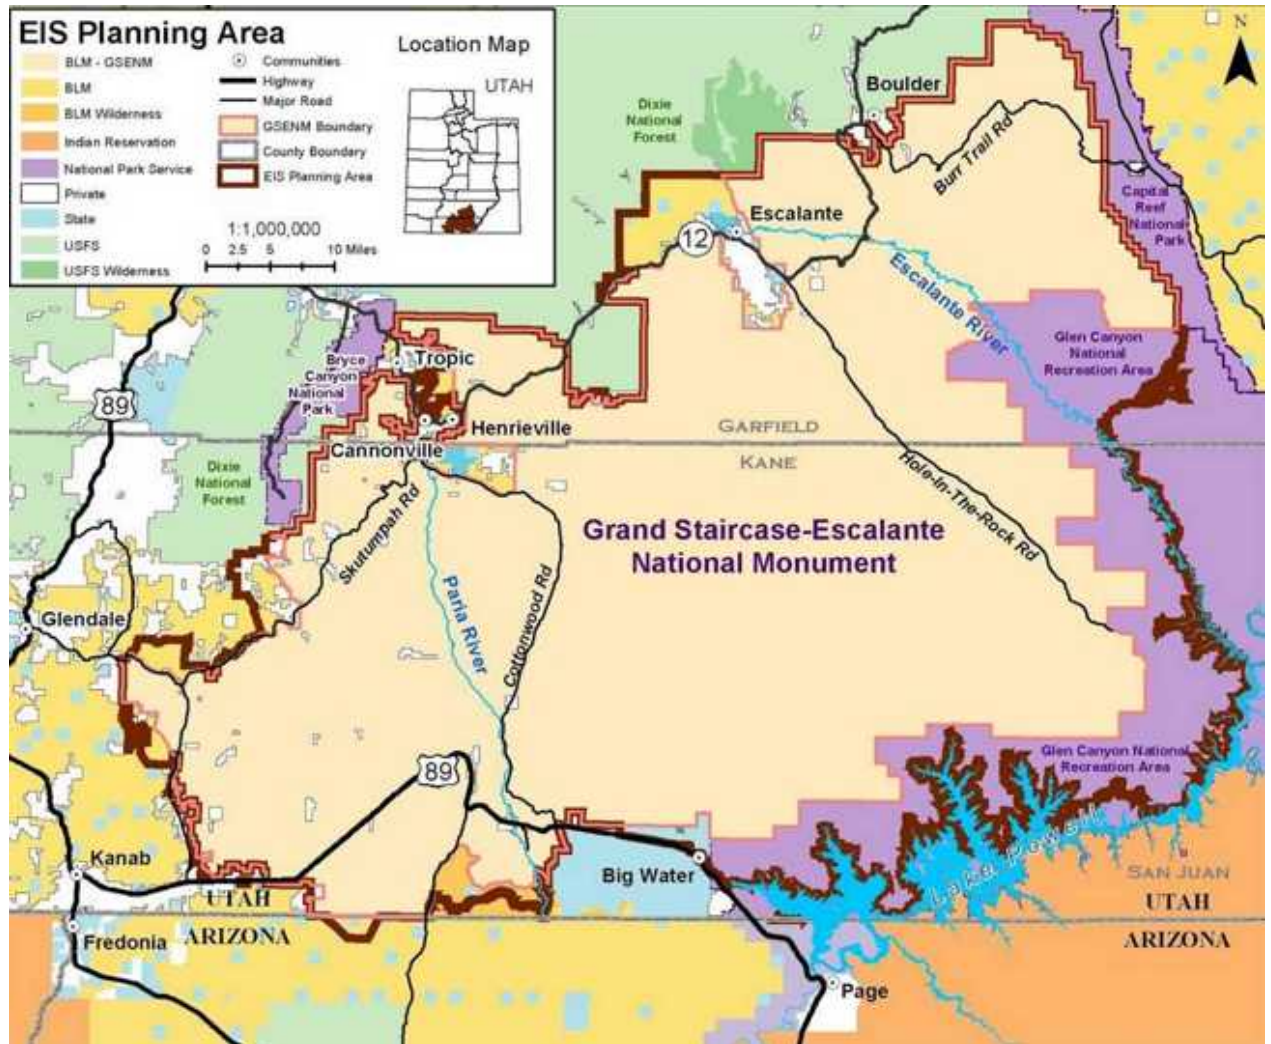 EIS Planning Area
BLM - GSENM
BLM
BLM Wilderness
Indian Reservation
National Park Service
Private
State
USFS
USFS Wilderness
Communities
Highway
Major Road
GSENM Boundary
County Boundary
EIS Planning Area
1:1,000,000
0 2.5 5 10 Miles
Location Map
UTAH
N
Boulder
Dixie
National
Forest
Burr Trail Rd
Capital
Reef
National
Park
Escalante
12
Escalante River
Glen Canyon
National
Recreation Area
Bryce
Canyon
National
Park
Tropic
89
Henrieville
Cannonville
GARFIELD
KANE
Dixie
National
Forest
Hole-In-The-Rock Rd
Skutumpah Rd
Grand Staircase-Escalante
National Monument
Paria River
Cottonwood Rd
Glendale
Glen Canyon National
Recreation Area
89
Lake Powell
Kanab
Big Water
SAN JUAN
UTAH
ARIZONA
UTAH
ARIZONA
Fredonia
Page